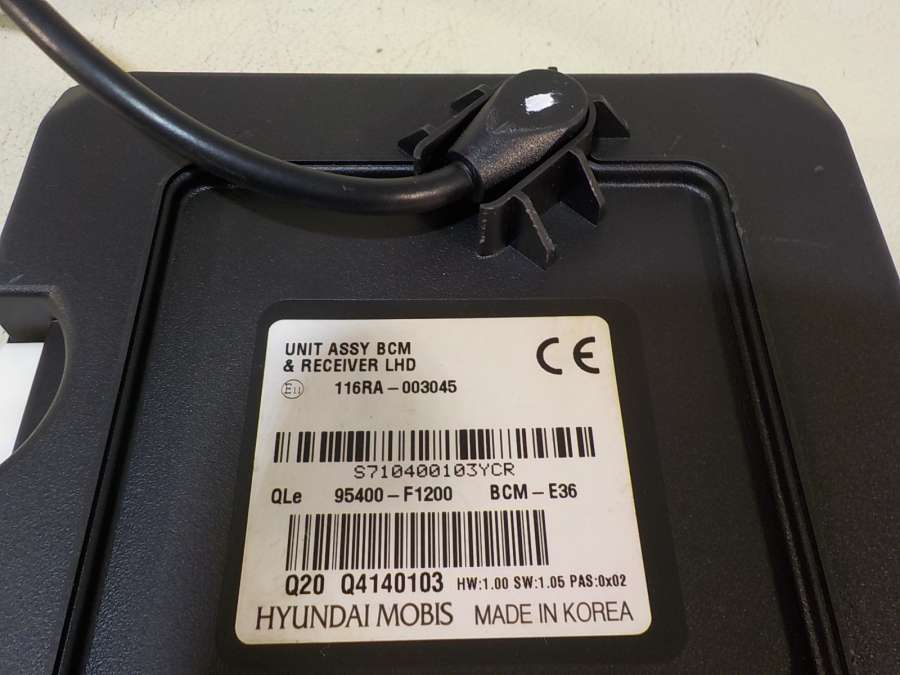 UNIT ASSY BCM
& RECEIVER LHD
CE
E11 116RA-003045
S710400103YCR
QLe 95400-F1200 BCM-E36
Q20 Q4140103 HW:1.00 SW:1.05 PAS:0x02
HYUNDAI MOBIS MADE IN KOREA